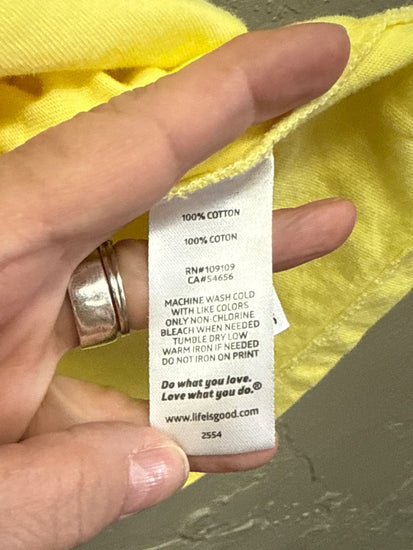 100% COTTON
100% COTON
RN#109109
CA#54656
MACHINE WASH COLD
WITH LIKE COLORS
ONLY NON-CHLORINE
BLEACH WHEN NEEDED
TUMBLE DRY LOW
WARM IRON IF NEEDED
DO NOT IRON ON PRINT
Do what you love.
Love what you do.®
www.lifeisgood.com
2554